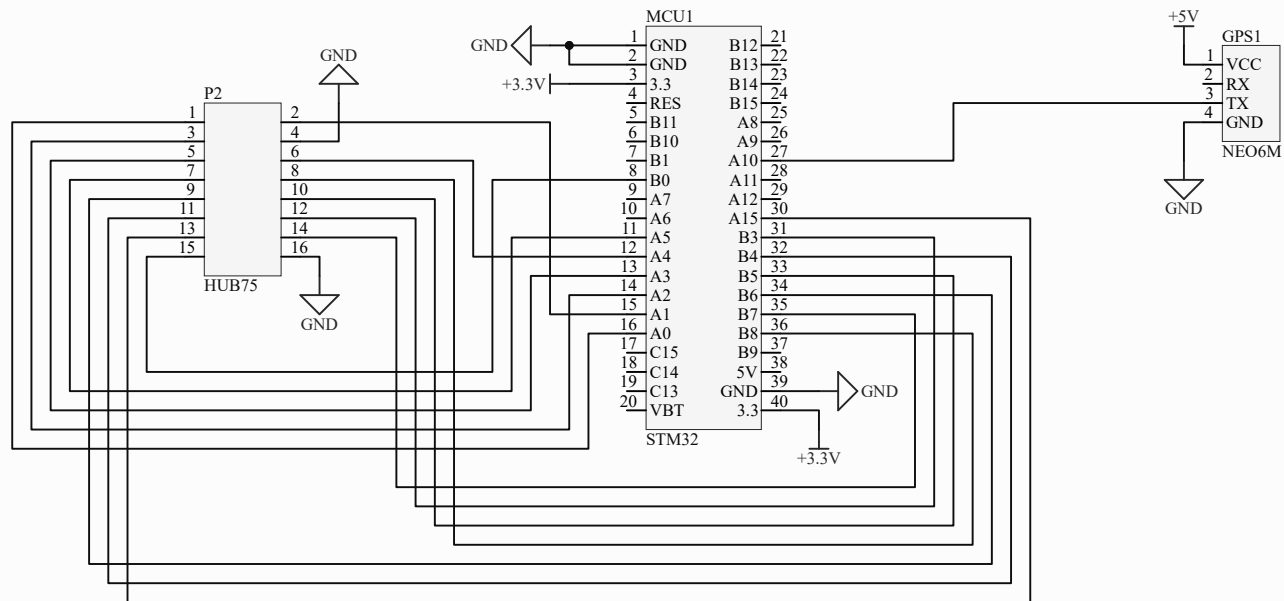 MCU1
+5V
GPS1
GND
1 GND B12 21
2 GND B13 22
+3.3V 3 3.3 B14 23
4 RES B15 24
5 B11 A8 25
6 B10 A9 26
7 B1 A10 27
8 B0 A11 28
9 A7 A12 29
10 A6 A15 30
11 A5 B3 31
12 A4 B4 32
13 A3 B5 33
14 A2 B6 34
15 A1 B7 35
16 A0 B8 36
17 C15 B9 37
18 C14 5V 38
19 C13 GND 39 GND
20 VBT 3.3 40
STM32
+3.3V
1 VCC
2 RX
3 TX
4 GND
NEO6M
GND
GND
P2
1 2
3 4
5 6
7 8
9 10
11 12
13 14
15 16
HUB75
GND